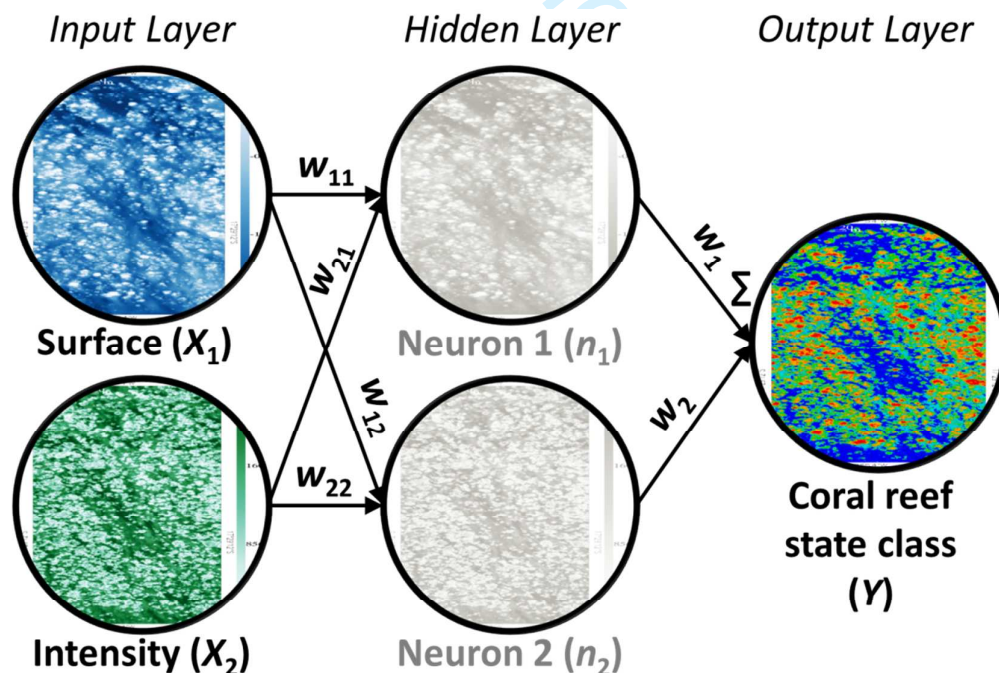 Input Layer
Hidden Layer
Output Layer
w11
w21
w12
w22
w1
Σ
w2
Surface (X1)
Neuron 1 (n1)
Intensity (X2)
Neuron 2 (n2)
Coral reef
state class
(Y)